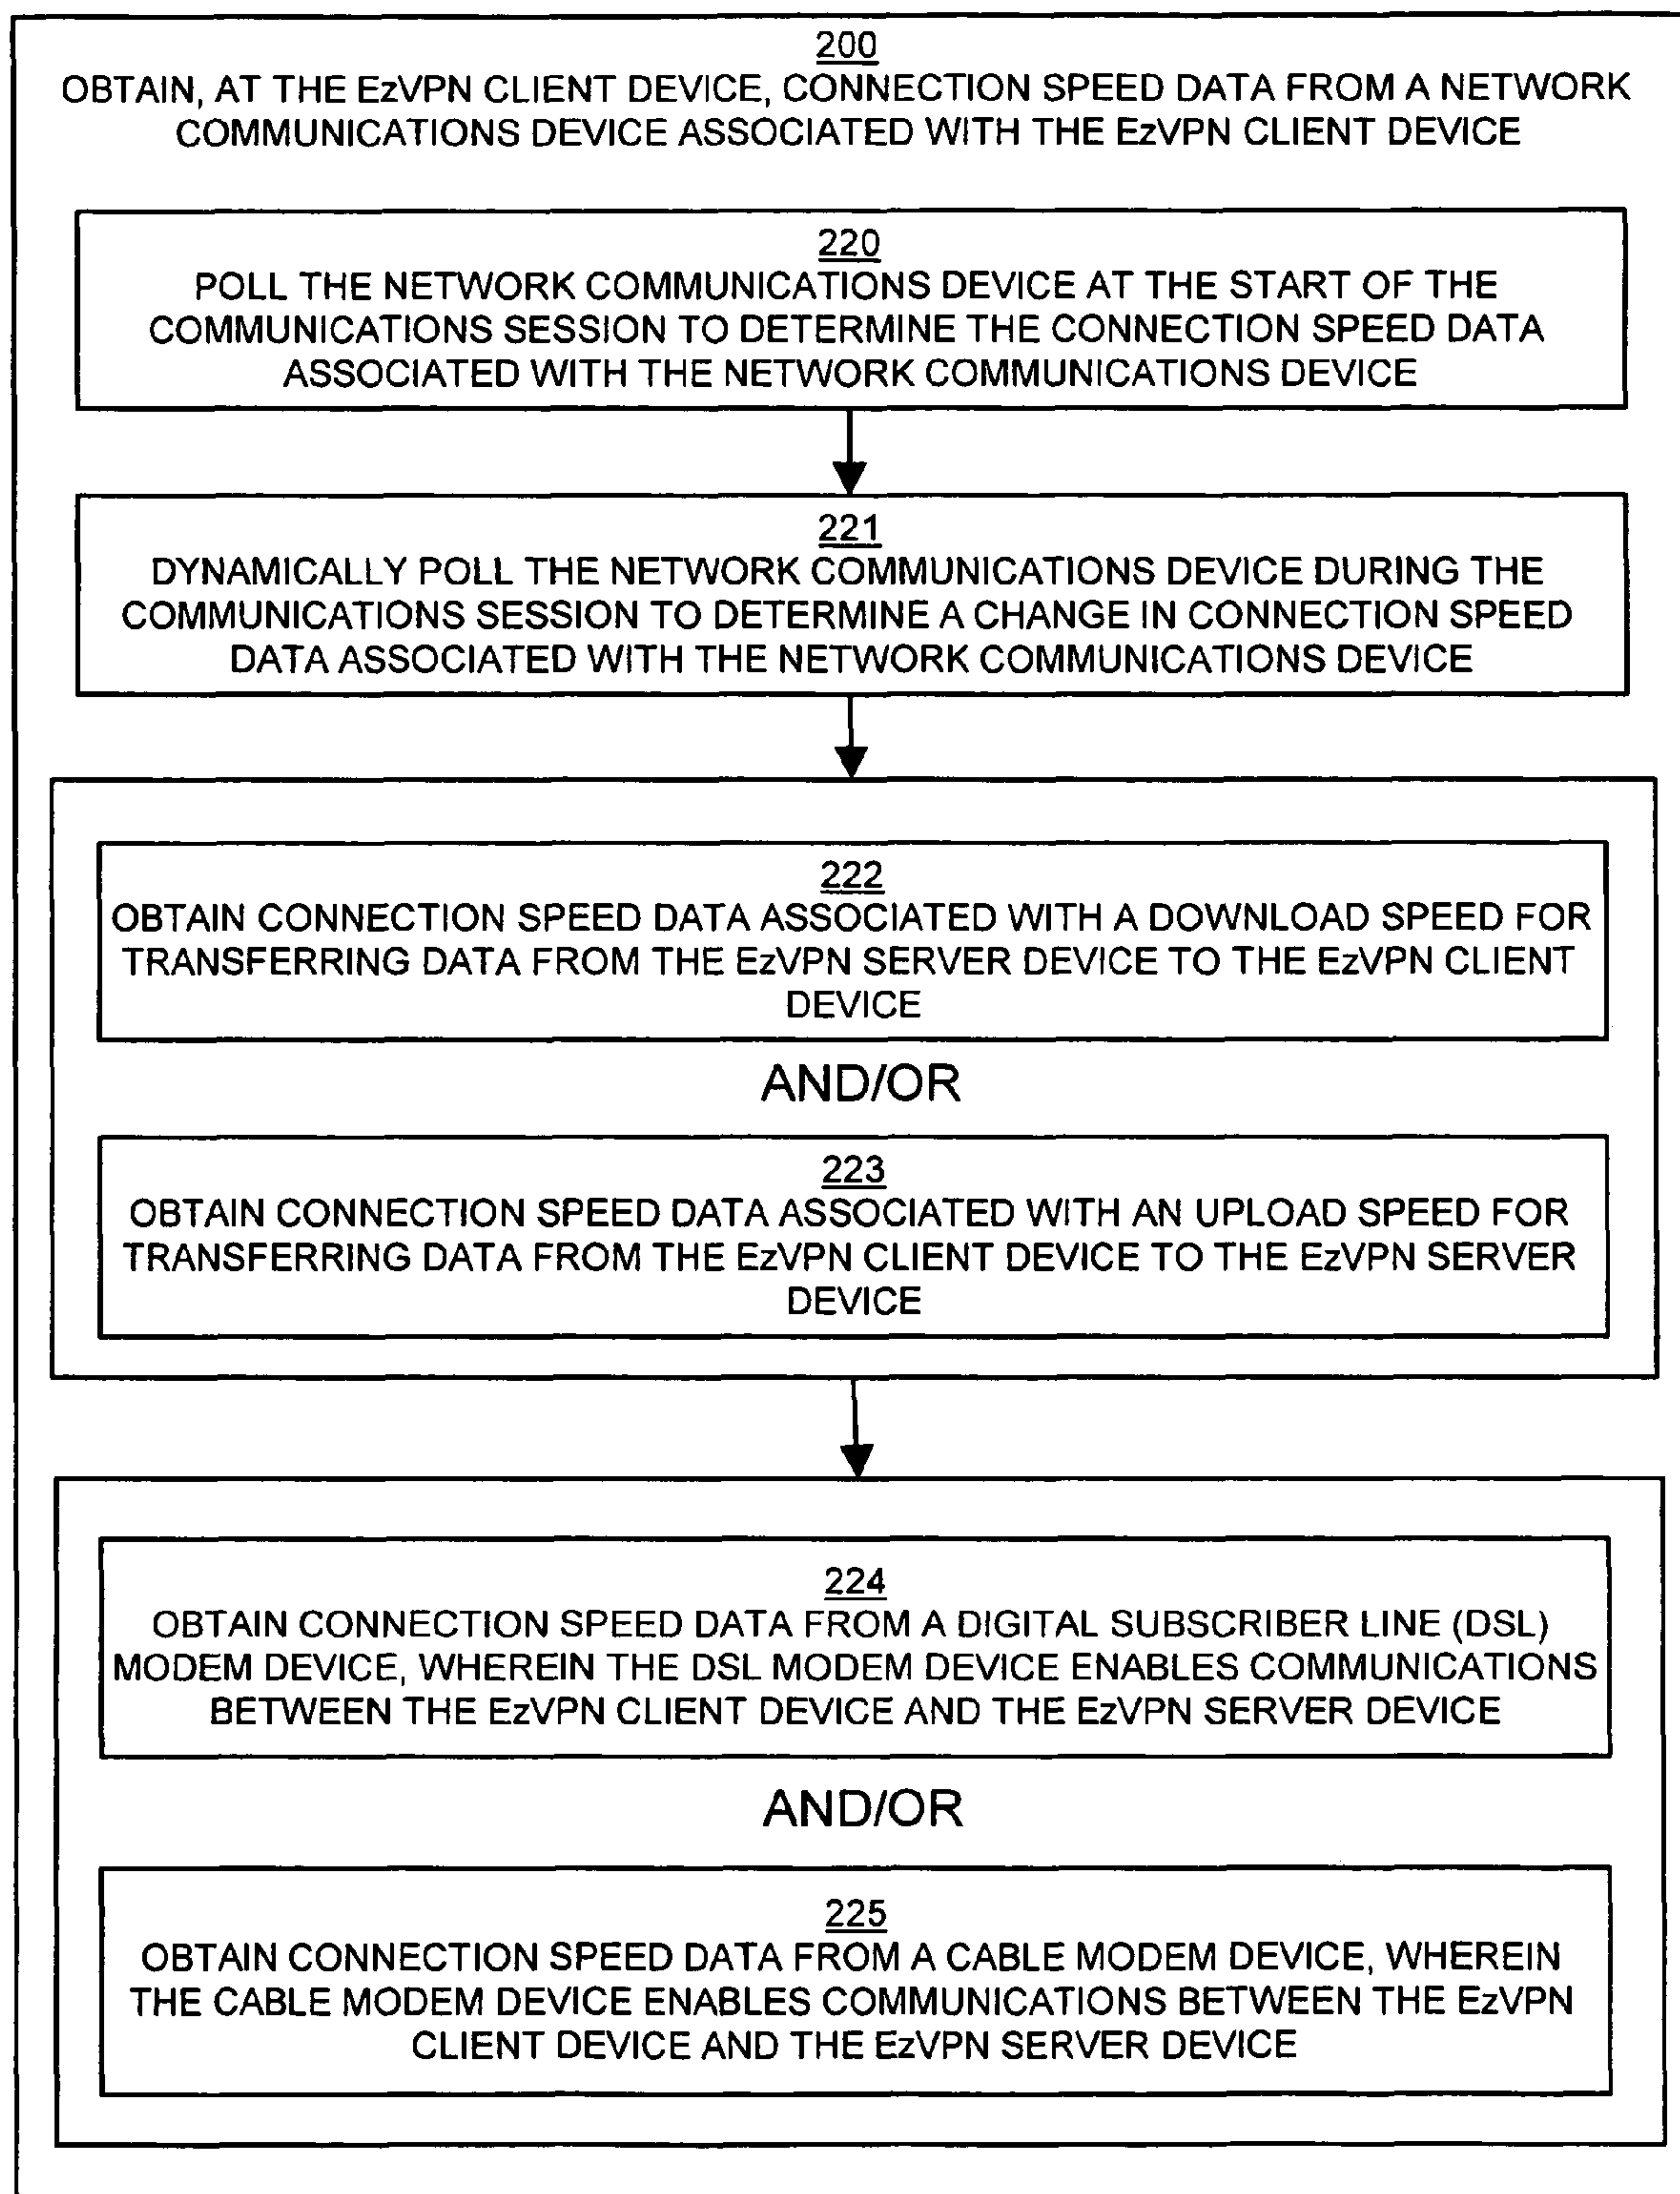 200
OBTAIN, AT THE EzVPN CLIENT DEVICE, CONNECTION SPEED DATA FROM A NETWORK
COMMUNICATIONS DEVICE ASSOCIATED WITH THE EzVPN CLIENT DEVICE
220
POLL THE NETWORK COMMUNICATIONS DEVICE AT THE START OF THE
COMMUNICATIONS SESSION TO DETERMINE THE CONNECTION SPEED DATA
ASSOCIATED WITH THE NETWORK COMMUNICATIONS DEVICE
221
DYNAMICALLY POLL THE NETWORK COMMUNICATIONS DEVICE DURING THE
COMMUNICATIONS SESSION TO DETERMINE A CHANGE IN CONNECTION SPEED
DATA ASSOCIATED WITH THE NETWORK COMMUNICATIONS DEVICE
222
OBTAIN CONNECTION SPEED DATA ASSOCIATED WITH A DOWNLOAD SPEED FOR
TRANSFERRING DATA FROM THE EzVPN SERVER DEVICE TO THE EzVPN CLIENT
DEVICE
AND/OR
223
OBTAIN CONNECTION SPEED DATA ASSOCIATED WITH AN UPLOAD SPEED FOR
TRANSFERRING DATA FROM THE EzVPN CLIENT DEVICE TO THE EzVPN SERVER
DEVICE
224
OBTAIN CONNECTION SPEED DATA FROM A DIGITAL SUBSCRIBER LINE (DSL)
MODEM DEVICE, WHEREIN THE DSL MODEM DEVICE ENABLES COMMUNICATIONS
BETWEEN THE EzVPN CLIENT DEVICE AND THE EzVPN SERVER DEVICE
AND/OR
225
OBTAIN CONNECTION SPEED DATA FROM A CABLE MODEM DEVICE, WHEREIN
THE CABLE MODEM DEVICE ENABLES COMMUNICATIONS BETWEEN THE EzVPN
CLIENT DEVICE AND THE EzVPN SERVER DEVICE